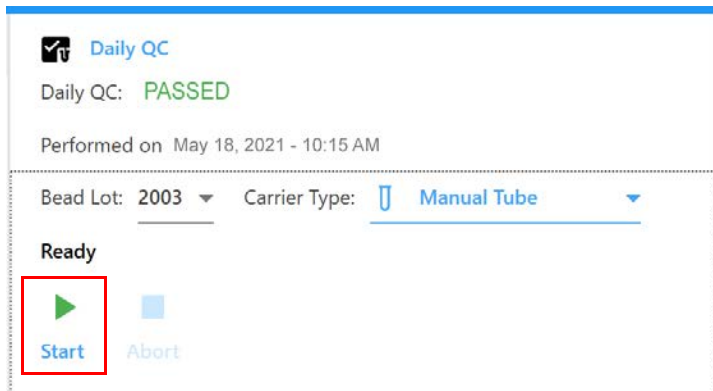 Daily QC
Daily QC: PASSED
Performed on May 18, 2021 - 10:15 AM
Bead Lot: 2003 Carrier Type: Manual Tube
Ready
Start Abort